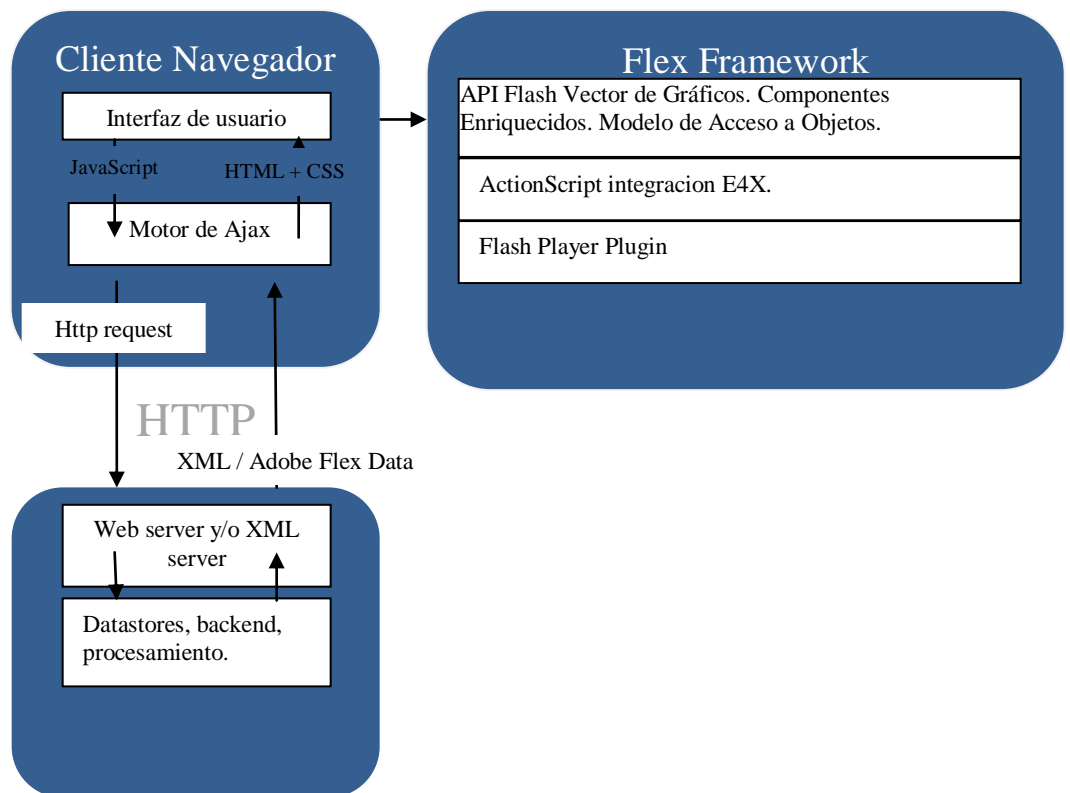 Cliente Navegador
Interfaz de usuario
JavaScript
HTML + CSS
Motor de Ajax
Http request
Flex Framework
API Flash Vector de Gráficos. Componentes
Enriquecidos. Modelo de Acceso a Objetos.
ActionScript integracion E4X.
Flash Player Plugin
HTTP
XML / Adobe Flex Data
Web server y/o XML
server
Datastores, backend,
procesamiento.